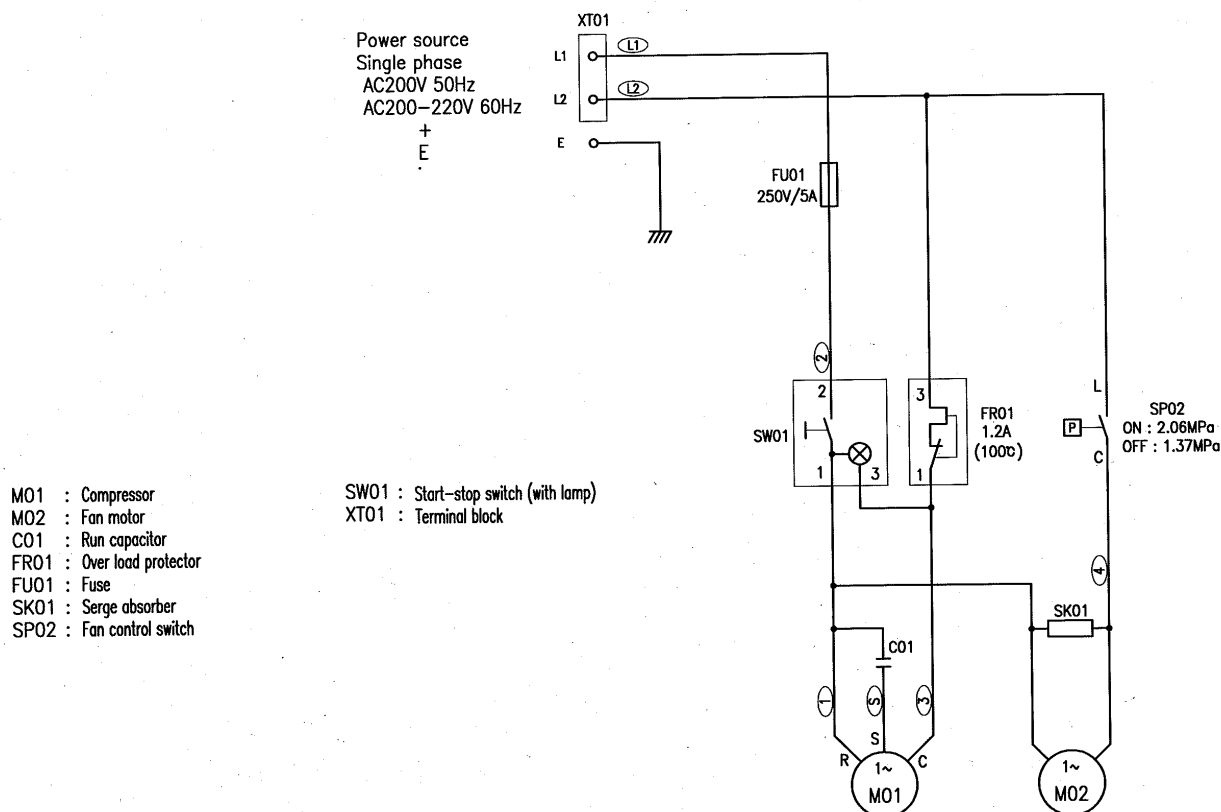 XT01
Power source
Single phase
AC200V 50Hz
AC200-220V 60Hz
+
E
L1
L1
L2
L2
E
FU01
250V/5A
2
2
SW01
1
3
3
FR01
1.2A
(100℃)
1
L
P
C
SP02
ON : 2.06MPa
OFF : 1.37MPa
M01 : Compressor
M02 : Fan motor
C01 : Run capacitor
FR01 : Over load protector
FU01 : Fuse
SK01 : Serge absorber
SP02 : Fan control switch
SW01 : Start-stop switch (with lamp)
XT01 : Terminal block
4
SK01
C01
1
S
3
R
S
C
1~
M01
1~
M02